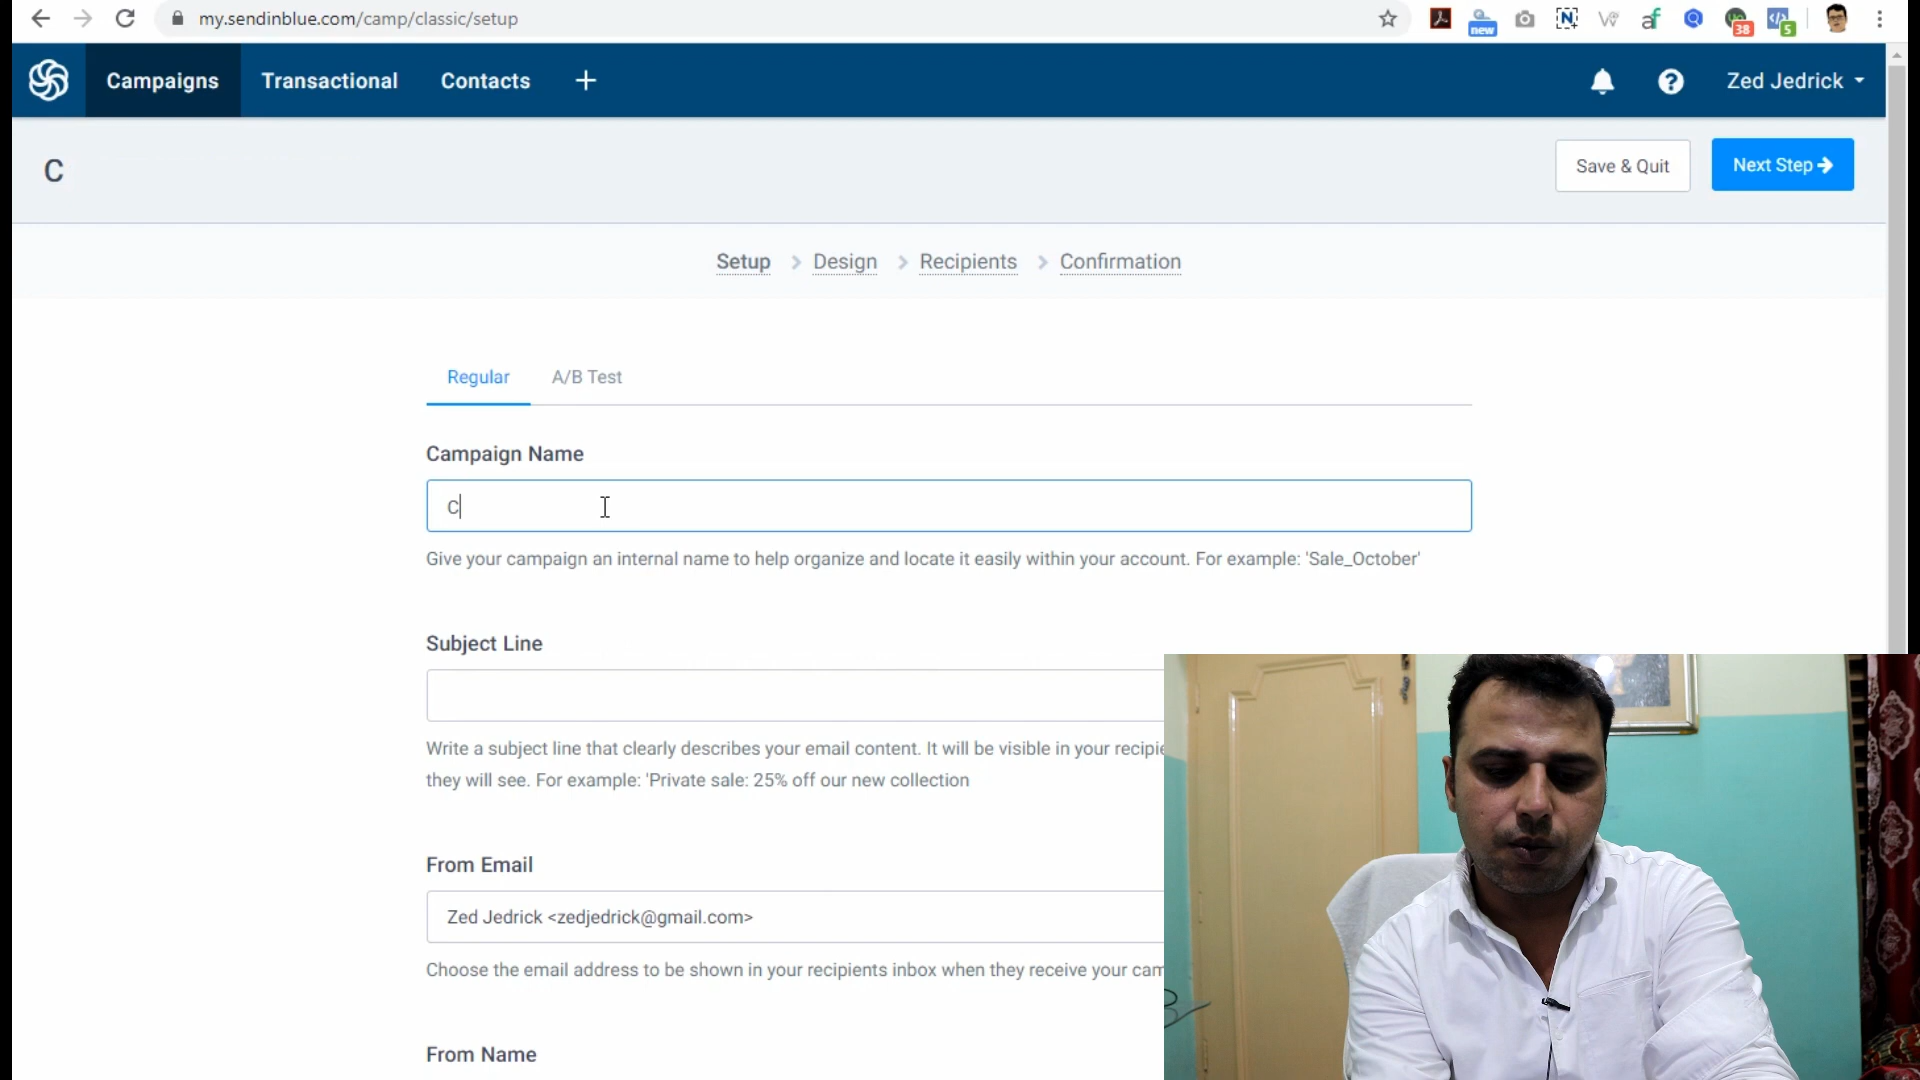 my.sendinblue.com/camp/classic/setup
new
38
5
Campaigns
Transactional
Contacts
Zed Jedrick
C
Save & Quit
Next Step
Setup
Design
Recipients
Confirmation
Regular
A/B Test
Campaign Name
C
Give your campaign an internal name to help organize and locate it easily within your account. For example: 'Sale_October'
Subject Line
Write a subject line that clearly describes your email content. It will be visible in your recipie
they will see. For example: 'Private sale: 25% off our new collection
From Email
Zed Jedrick <zedjedrick@gmail.com>
Choose the email address to be shown in your recipients inbox when they receive your cam
From Name